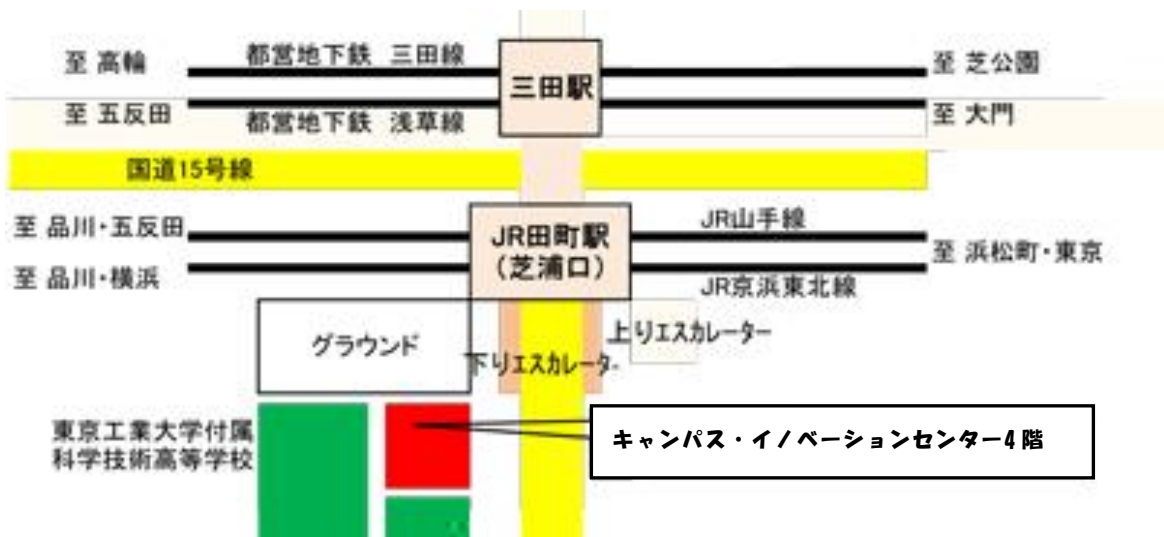 至 高輪
都営地下鉄 三田線
三田駅
至 芝公園
至 五反田
都営地下鉄 浅草線
至 大門
国道15号線
至 品川・五反田
JR田町駅
(芝浦口)
JR山手線
至 浜松町・東京
至 品川・横浜
JR京浜東北線
グラウンド
上りエスカレーター
下りエスカレーター
東京工業大学付属
科学技術高等学校
キャンパス・イノベーションセンター4階